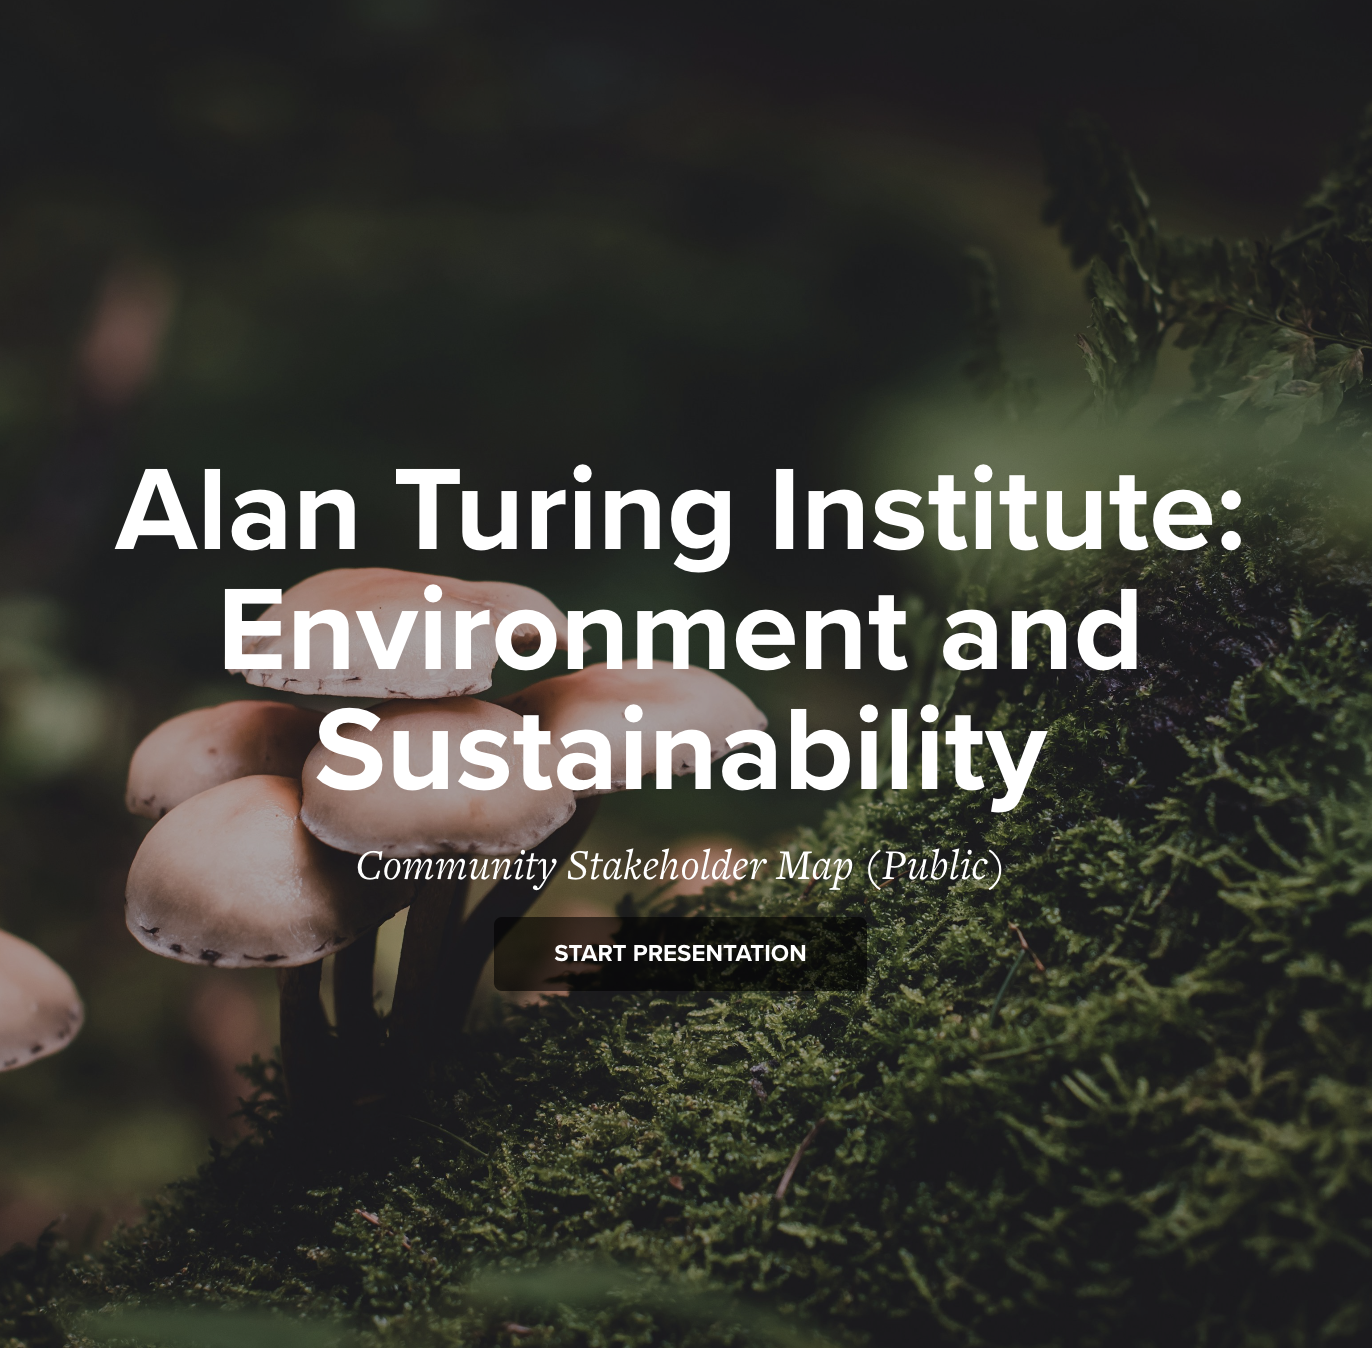 Alan Turing Institute:
Environment and
Sustainability
Community Stakeholder Map (Public)
START PRESENTATION